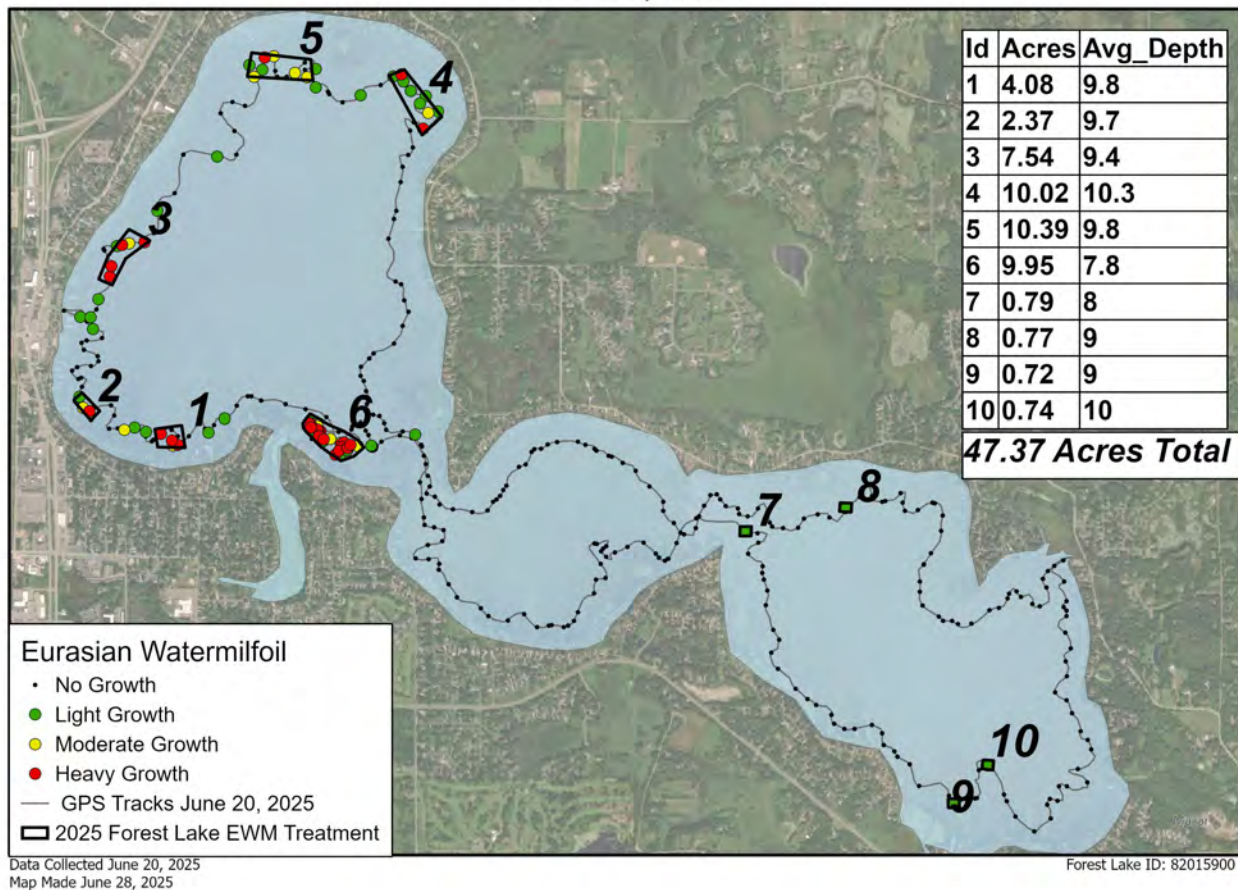 5
4
3
2
1
6
7
8
10
9
Id Acres Avg_Depth
1 4.08 9.8
2 2.37 9.7
3 7.54 9.4
4 10.02 10.3
5 10.39 9.8
6 9.95 7.8
7 0.79 8
8 0.77 9
9 0.72 9
10 0.74 10
47.37 Acres Total
Eurasian Watermilfoil
No Growth
Light Growth
Moderate Growth
Heavy Growth
GPS Tracks June 20, 2025
2025 Forest Lake EWM Treatment
Data Collected June 20, 2025
Map Made June 28, 2025
Forest Lake ID: 82015900